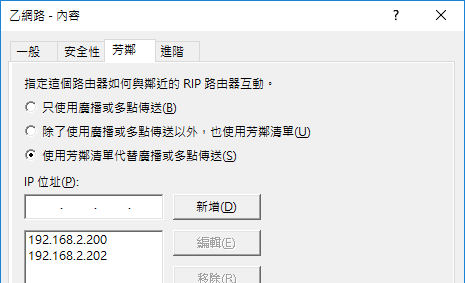 乙網路 - 內容
一般 安全性 芳鄰 進階
指定這個路由器如何與鄰近的 RIP 路由器互動。
只使用廣播或多點傳送(B)
除了使用廣播或多點傳送以外，也使用芳鄰清單(U)
使用芳鄰清單代替廣播或多點傳送(S)
IP 位址(P):
. . . 新增(D)
192.168.2.200 編輯(E)
192.168.2.202
移除(R)